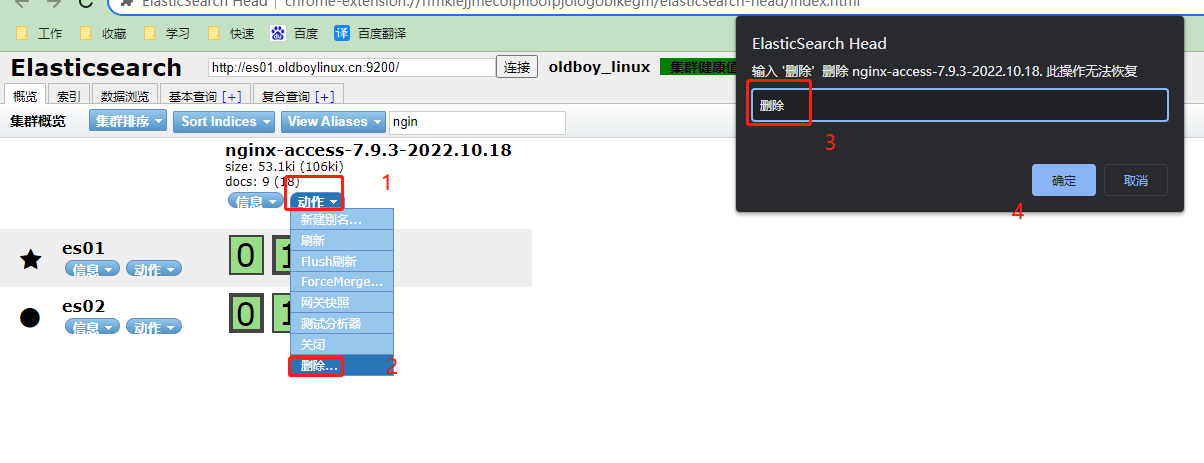 ElasticSearch Head
工作 收藏 学习 快速 百度 译 百度翻译
Elasticsearch http://es01.oldboylinux.cn:9200/ 连接 oldboy_linux 集群健康值
概览 索引 数据浏览 基本查询 [+] 复合查询 [+]
集群概览 集群排序 Sort Indices View Aliases ngin
nginx-access-7.9.3-2022.10.18
size: 53.1ki (106ki)
docs: 9 (18)
信息 动作 1
新建别名...
刷新
Flush刷新
ForceMerge...
网关快照
测试分析器
关闭
删除... 2
es01
信息 动作
0 1
es02
信息 动作
0 1
ElasticSearch Head
输入 '删除' 删除 nginx-access-7.9.3-2022.10.18. 此操作无法恢复
删除
3
确定 取消
4